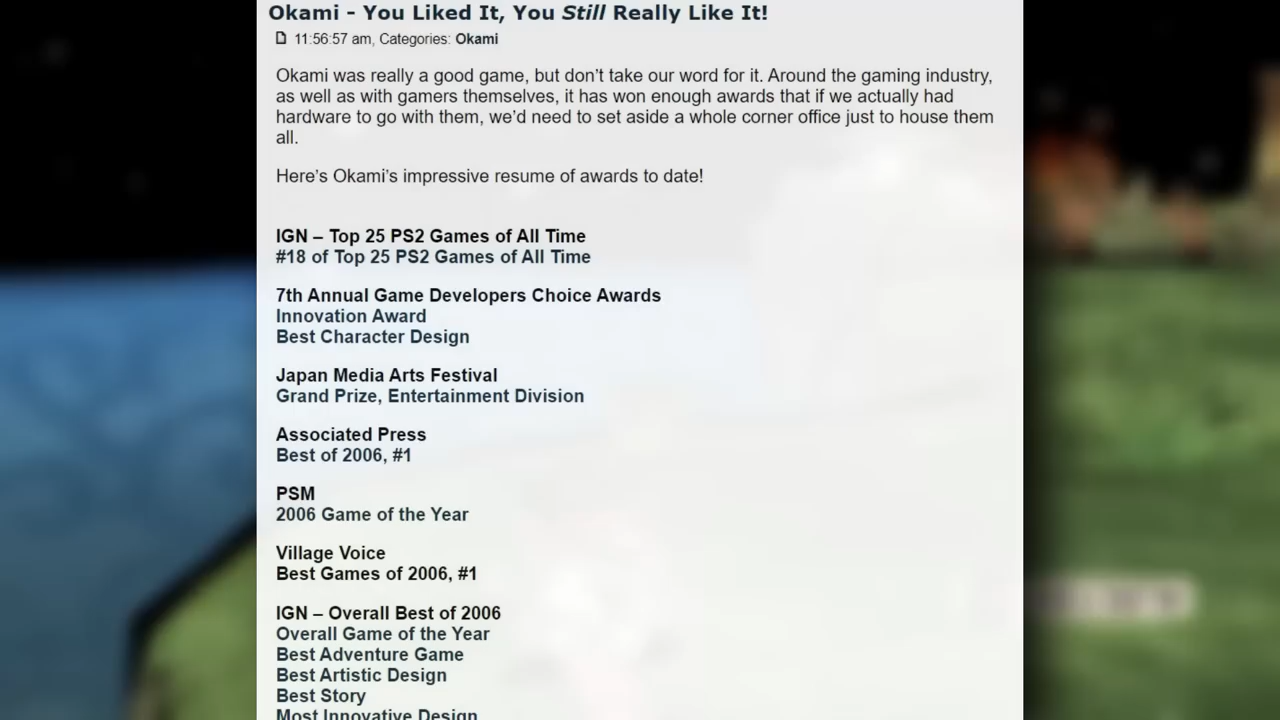 Okami - You Liked It, You Still Really Like It!
11:56:57 am, Categories: Okami
Okami was really a good game, but don’t take our word for it. Around the gaming industry,
as well as with gamers themselves, it has won enough awards that if we actually had
hardware to go with them, we’d need to set aside a whole corner office just to house them
all.
Here’s Okami’s impressive resume of awards to date!
IGN – Top 25 PS2 Games of All Time
#18 of Top 25 PS2 Games of All Time
7th Annual Game Developers Choice Awards
Innovation Award
Best Character Design
Japan Media Arts Festival
Grand Prize, Entertainment Division
Associated Press
Best of 2006, #1
PSM
2006 Game of the Year
Village Voice
Best Games of 2006, #1
IGN – Overall Best of 2006
Overall Game of the Year
Best Adventure Game
Best Artistic Design
Best Story
Most Innovative Design